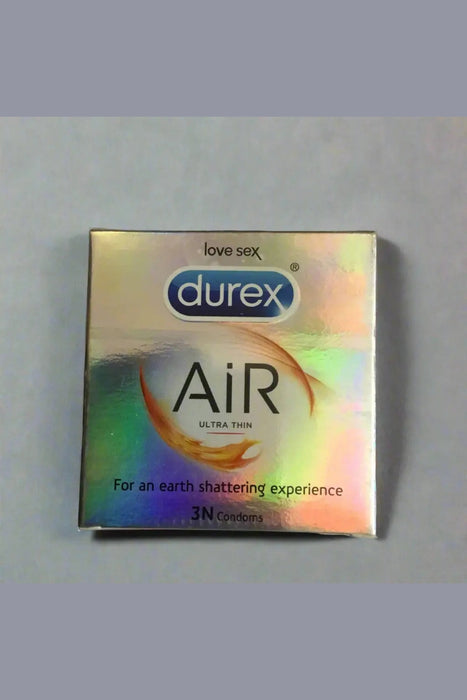 love sex
durex®
AiR
ULTRA THIN
For an earth shattering experience
3N Condoms